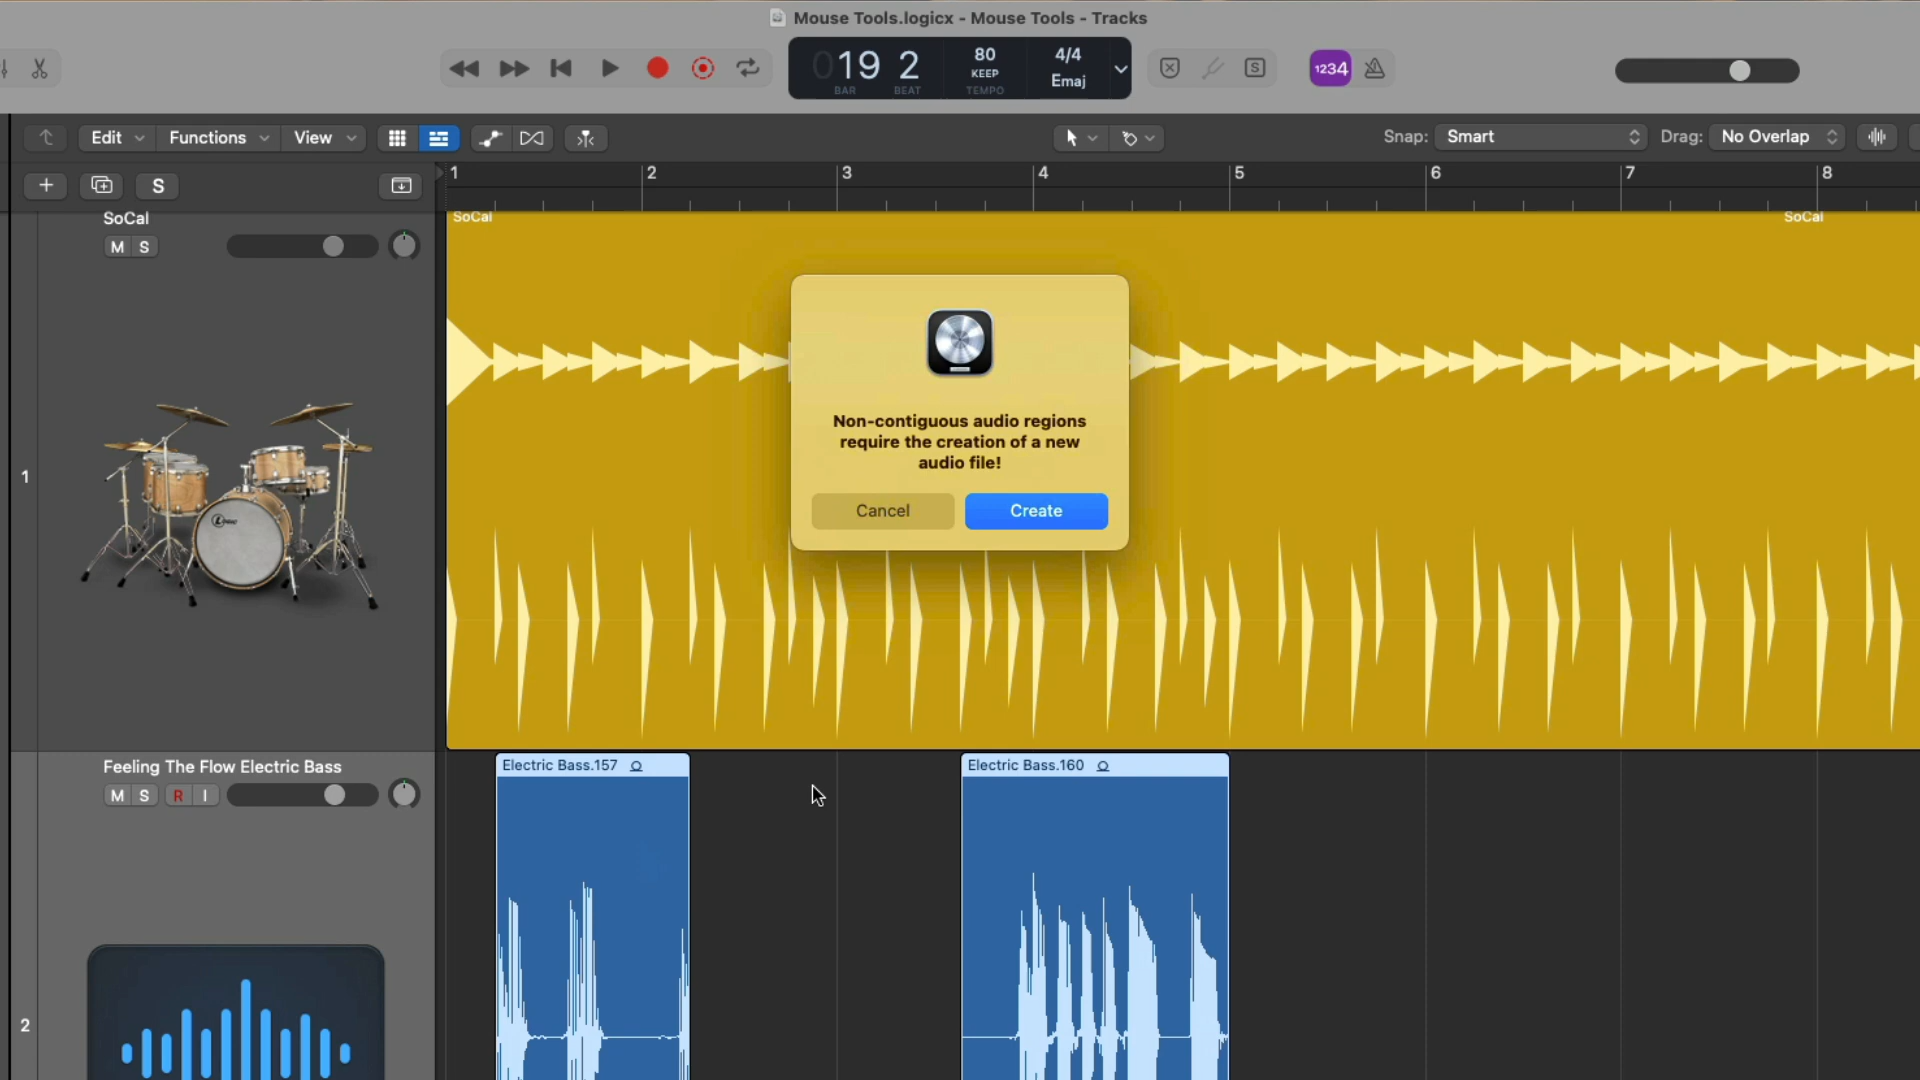 Mouse Tools.logicx - Mouse Tools - Tracks
019 2
BAR BEAT
80
KEEP
TEMPO
4/4
Emaj
S
1234
Edit Functions View
Snap: Smart Drag: No Overlap
+ S
1 2 3 4 5 6 7 8
SoCal
M S
1
SoCal SoCal
Non-contiguous audio regions
require the creation of a new
audio file!
Cancel Create
Feeling The Flow Electric Bass
M S R I
2
Electric Bass.157
Electric Bass.160